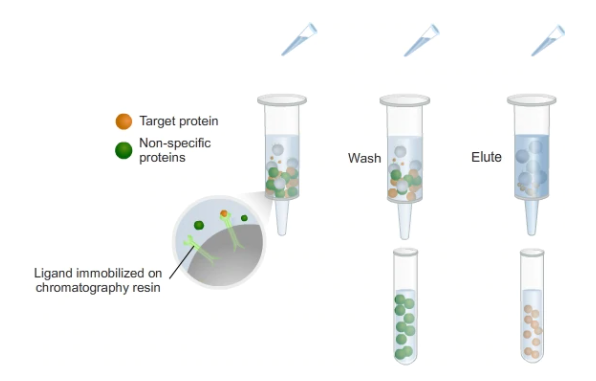 Target protein
Non-specific
proteins
Wash
Elute
Ligand immobilized on
chromatography resin